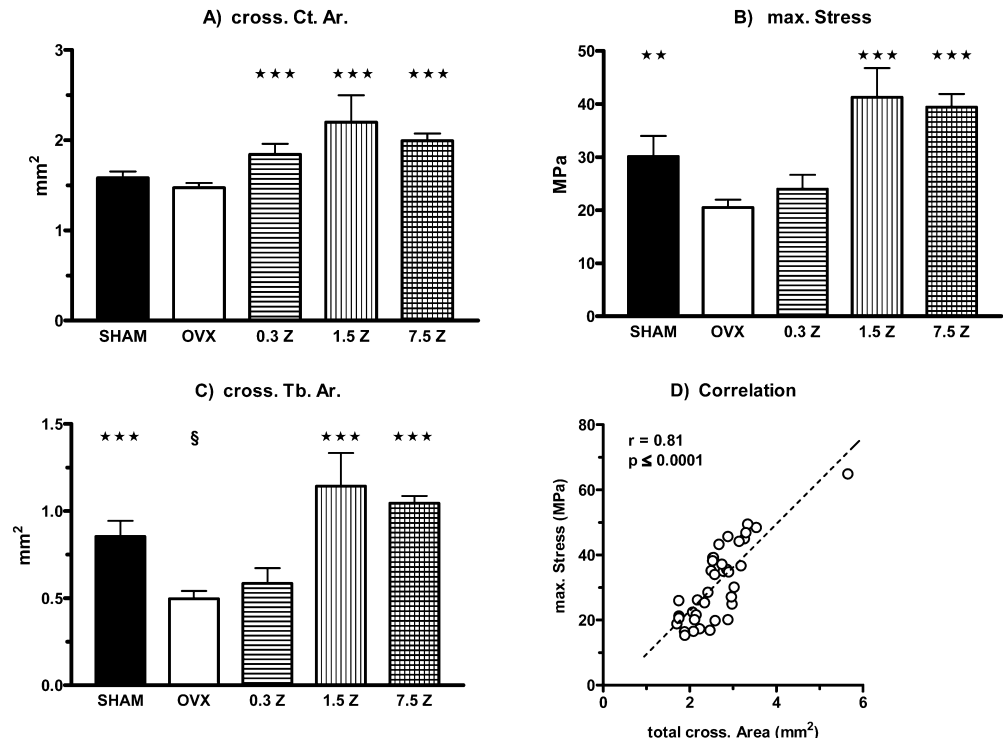 A) cross. Ct. Ar.
3
★★★ ★★★ ★★★
2
mm²
1
0
SHAM OVX 0.3 Z 1.5 Z 7.5 Z
B) max. Stress
50
★★ ★★★ ★★★
40
30
MPa
20
10
0
SHAM OVX 0.3 Z 1.5 Z 7.5 Z
C) cross. Tb. Ar.
1.5
★★★ § ★★★ ★★★
1.0
mm²
0.5
0.0
SHAM OVX 0.3 Z 1.5 Z 7.5 Z
D) Correlation
80
r = 0.81
p ≤ 0.0001
60
max. Stress (MPa)
40
20
0
0 2 4 6
total cross. Area (mm²)